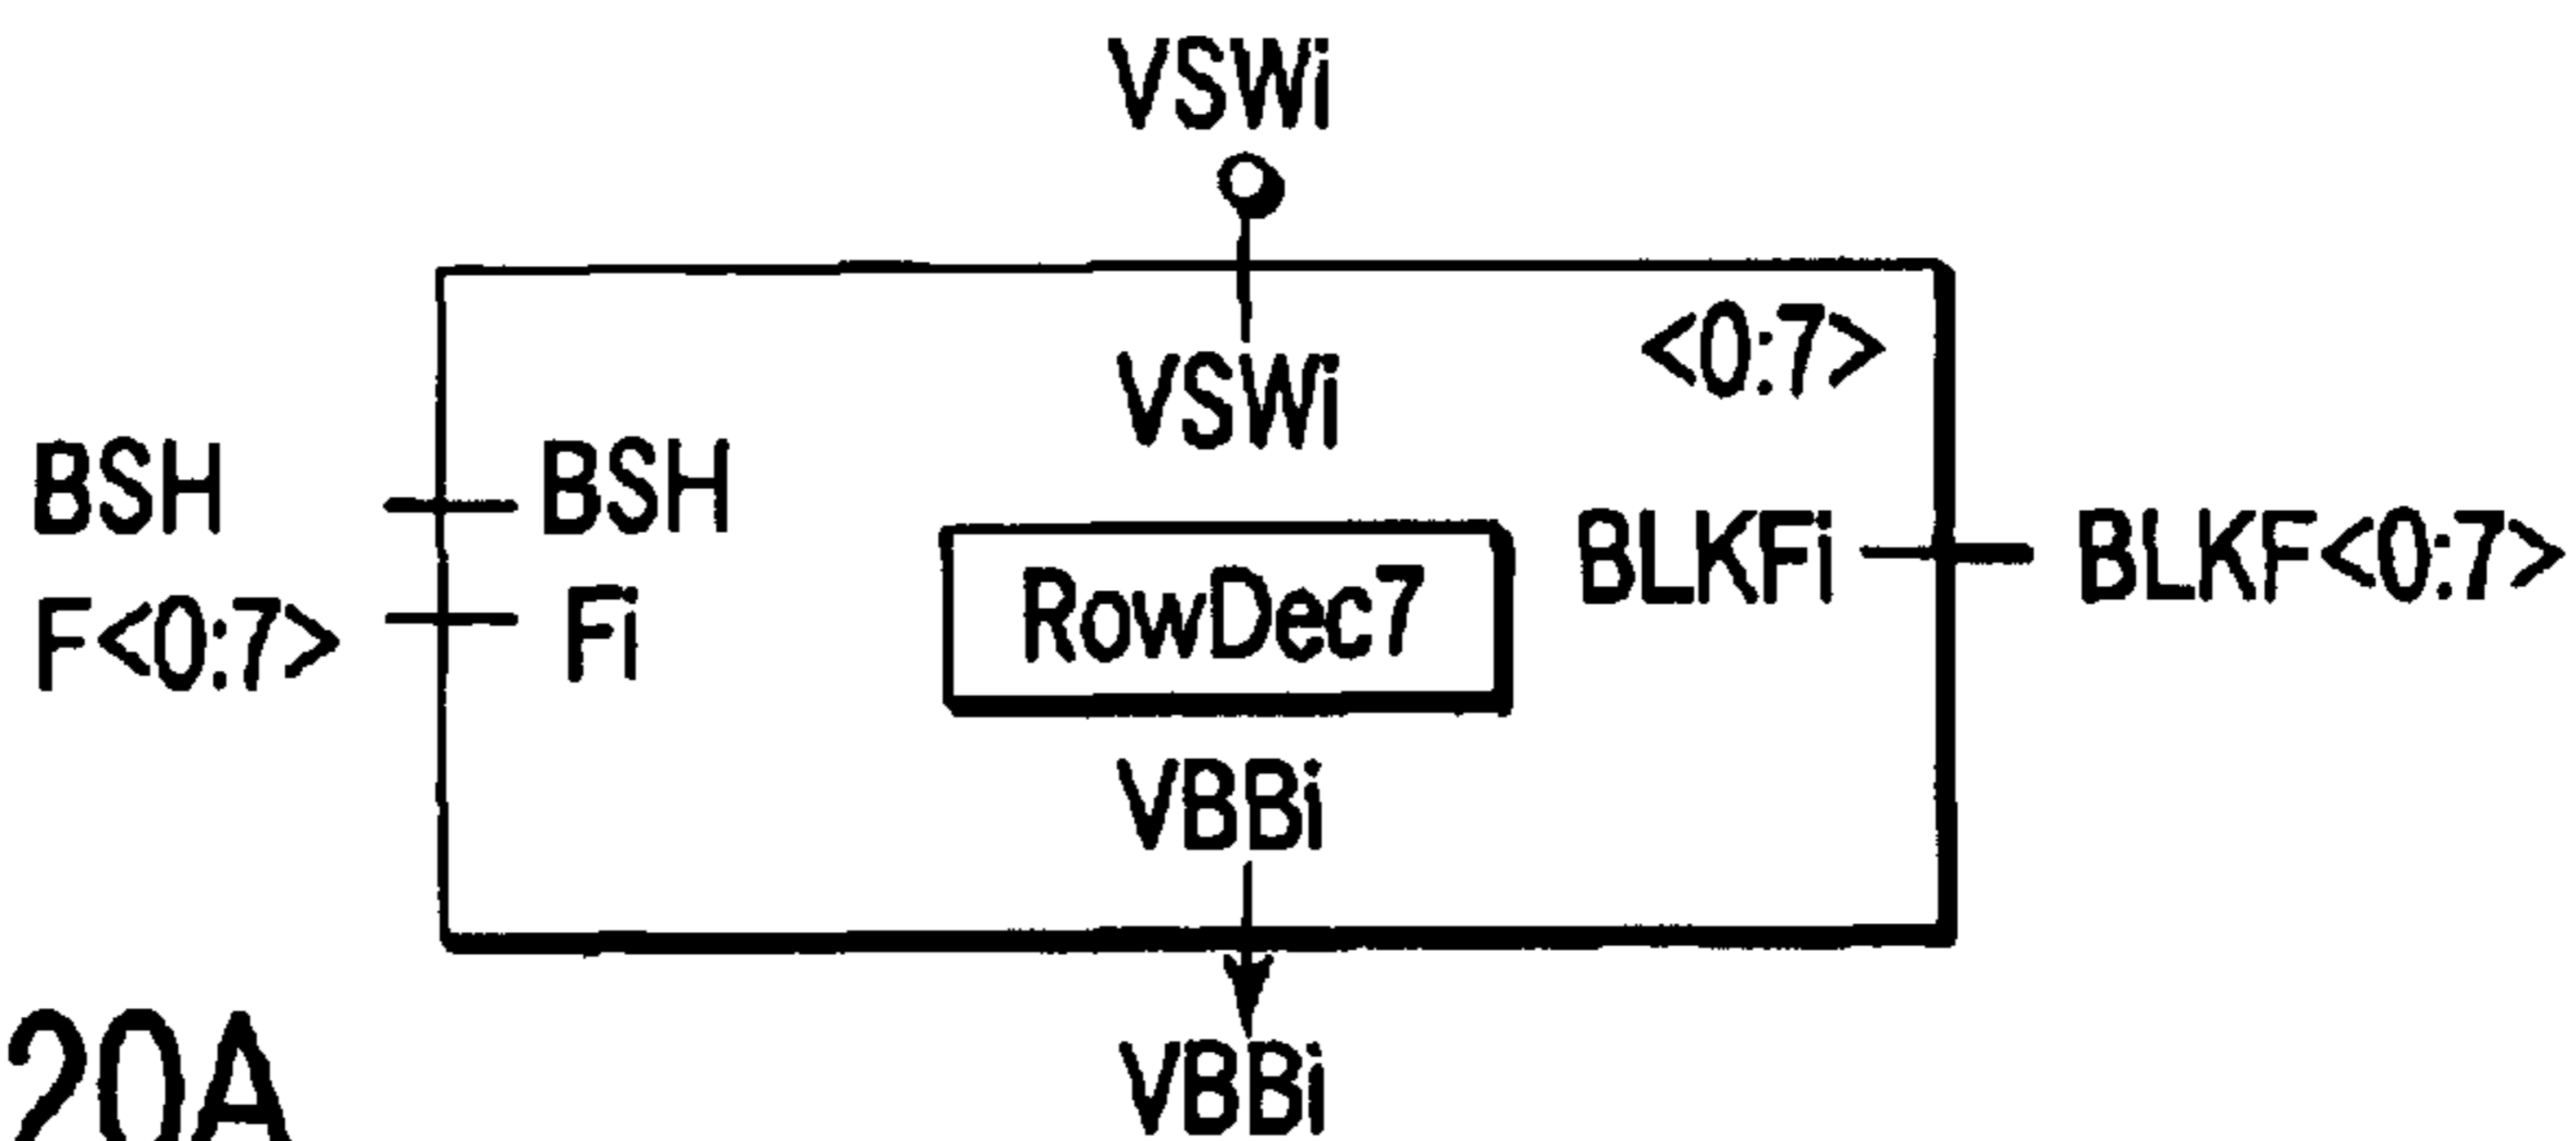 VSWi
<0:7>
VSWi
BSH BSH
BLKFi BLKF<0:7>
F<0:7> Fi RowDec7
VBBi
20A
VBBi